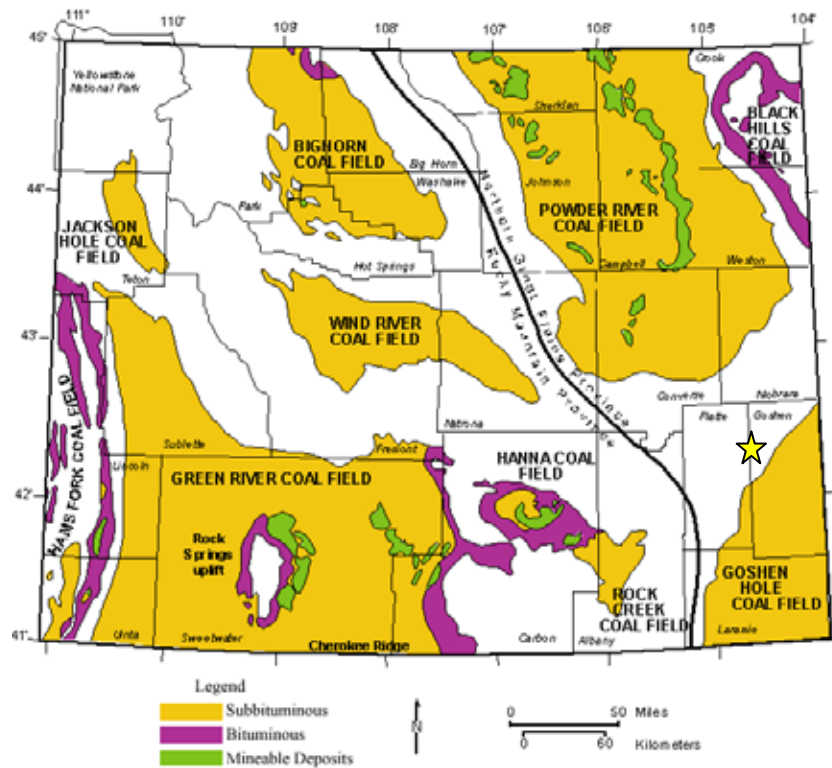 111° 110° 109 108° 107° 106° 105° 104°
45°
Yellowstone
National Park
Crook
BLACK
HILLS
COAL
FIELD
Sheridan
BIGHORN
COAL FIELD
Big Horn
Washakie
Johnson
44°
Park
POWDER RIVER
COAL FIELD
JACKSON
HOLE COAL
FIELD
Hot Springs
Campbell
Weston
Teton
Northern Great Plains Province
Rocky Mountain Province
43°
WIND RIVER
COAL FIELD
HAMS FORK COAL FIELD
Converse
Niobrara
Platte
Goshen
Natrona
Sublette
Fremont
Lincoln
GREEN RIVER COAL FIELD
HANNA COAL
FIELD
42°
Rock
Springs
uplift
GOSHEN
HOLE
COAL FIELD
ROCK
CREEK
COAL FIELD
41°
Uinta
Sweetwater
Cherokee Ridge
Carbon
Albany
Laramie
Legend
Subbituminous
Bituminous
Mineable Deposits
N
0 50 Miles
0 60 Kilometers